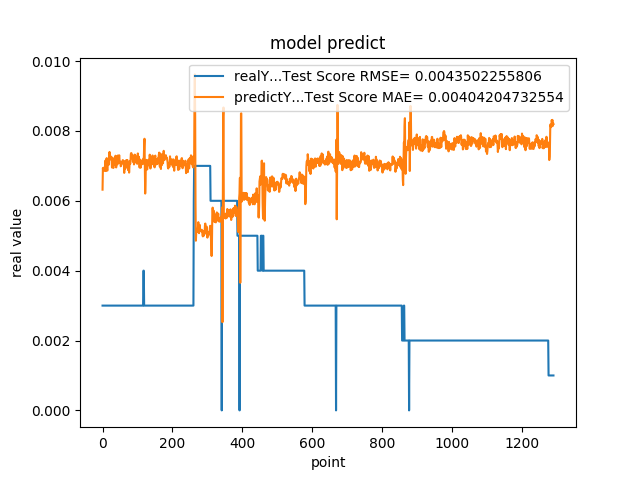 model predict
realY...Test Score RMSE= 0.0043502255806
predictY...Test Score MAE= 0.00404204732554
0.010
0.008
0.006
0.004
0.002
0.000
real value
0 200 400 600 800 1000 1200
point